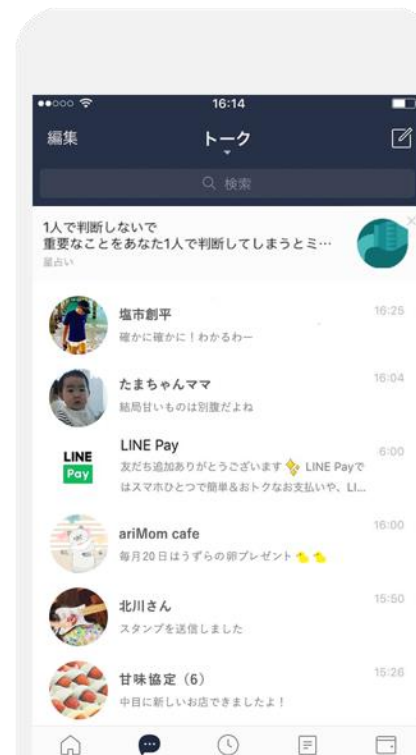 16:14
編集
トーク
検索
1人で判断しないで
重要なことをあなた1人で判断してしまうとミ…
星占い
塩市創平
16:25
確かに確かに！わかるわー
たまちゃんママ
16:04
結局甘いものは別腹だよね
LINE Pay
6:00
友だち追加ありがとうございます LINE Payで
はスマホひとつで簡単&おトクなお支払いや、LI...
LINE
Pay
ariMom cafe
16:00
毎月20日はうずらの卵プレゼント
北川さん
15:50
スタンプを送信しました
甘味協定（6）
15:26
中目に新しいお店できましたよ！